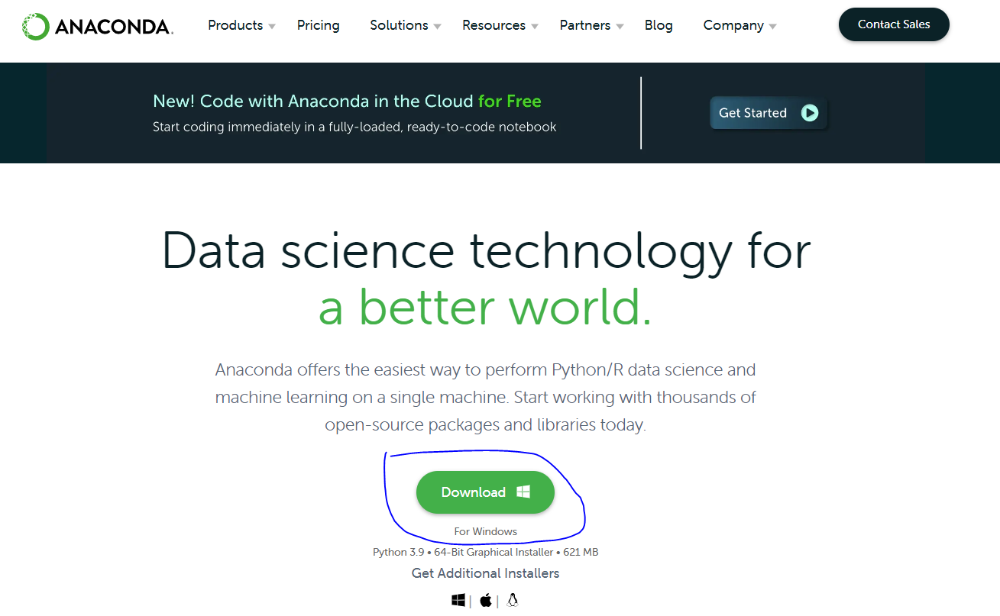 ANACONDA.
Products Pricing Solutions Resources Partners Blog Company Contact Sales
New! Code with Anaconda in the Cloud for Free
Start coding immediately in a fully-loaded, ready-to-code notebook
Get Started
Data science technology for
a better world.
Anaconda offers the easiest way to perform Python/R data science and
machine learning on a single machine. Start working with thousands of
open-source packages and libraries today.
Download
For Windows
Python 3.9 • 64-Bit Graphical Installer • 621 MB
Get Additional Installers